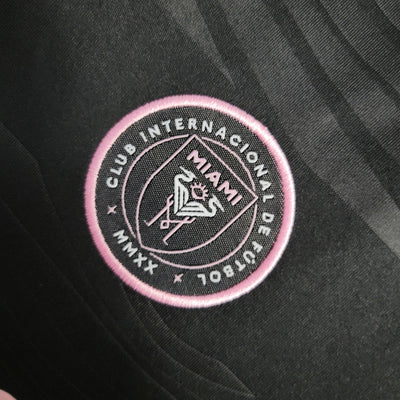 CLUB INTERNACIONAL DE FÚTBOL
MIAMI
MMXX